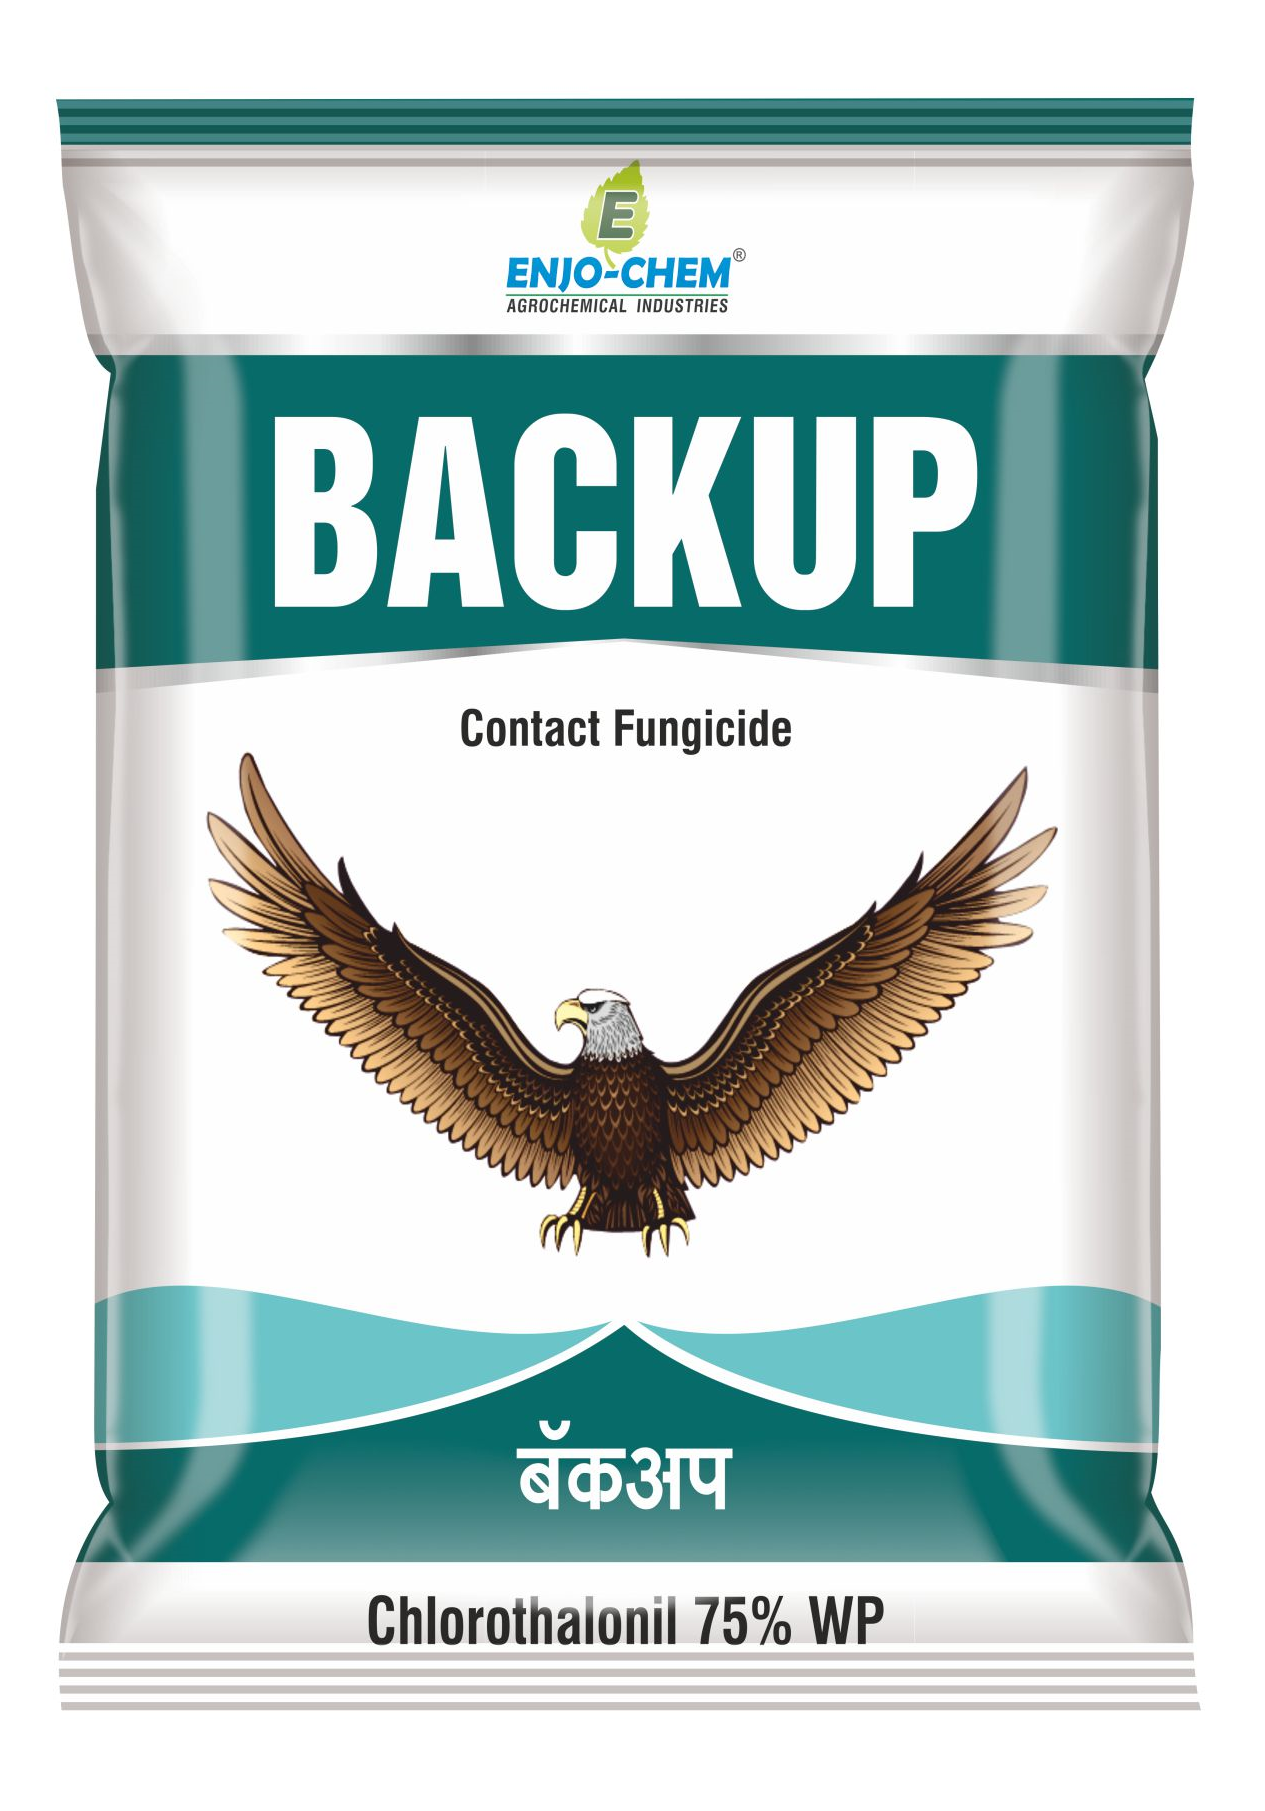 E
ENJO-CHEM®
AGROCHEMICAL INDUSTRIES
BACKUP
Contact Fungicide
बॅकअप
Chlorothalonil 75% WP